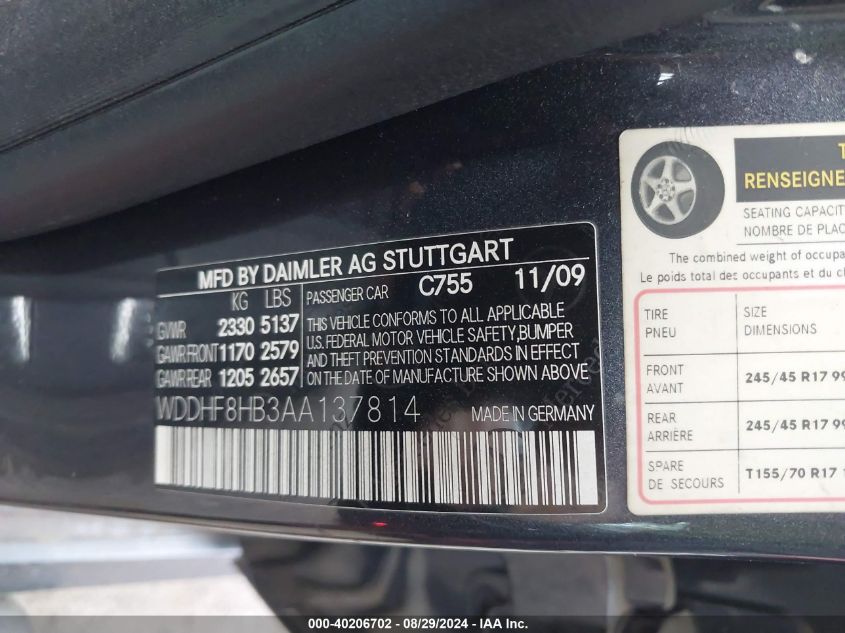 MFD BY DAIMLER AG STUTTGART
KG LBS
GVWR 2330 5137
GAWR FRONT 1170 2579
GAWR REAR 1205 2657
PASSENGER CAR C755 11/09
THIS VEHICLE CONFORMS TO ALL APPLICABLE
U.S. FEDERAL MOTOR VEHICLE SAFETY, BUMPER
AND THEFT PREVENTION STANDARDS IN EFFECT
ON THE DATE OF MANUFACTURE SHOWN ABOVE
WDDHF8HB3AA137814 MADE IN GERMANY
RENSEIGNE
SEATING CAPACIT
NOMBRE DE PLAC
The combined weight of occupa
Le poids total des occupants et du ch
TIRE SIZE
PNEU DIMENSIONS
FRONT
AVANT 245/45 R17 99
REAR
ARRIÈRE 245/45 R17 99
SPARE
DE SECOURS T155/70 R17 1
000-40206702 - 08/29/2024 - IAA Inc.